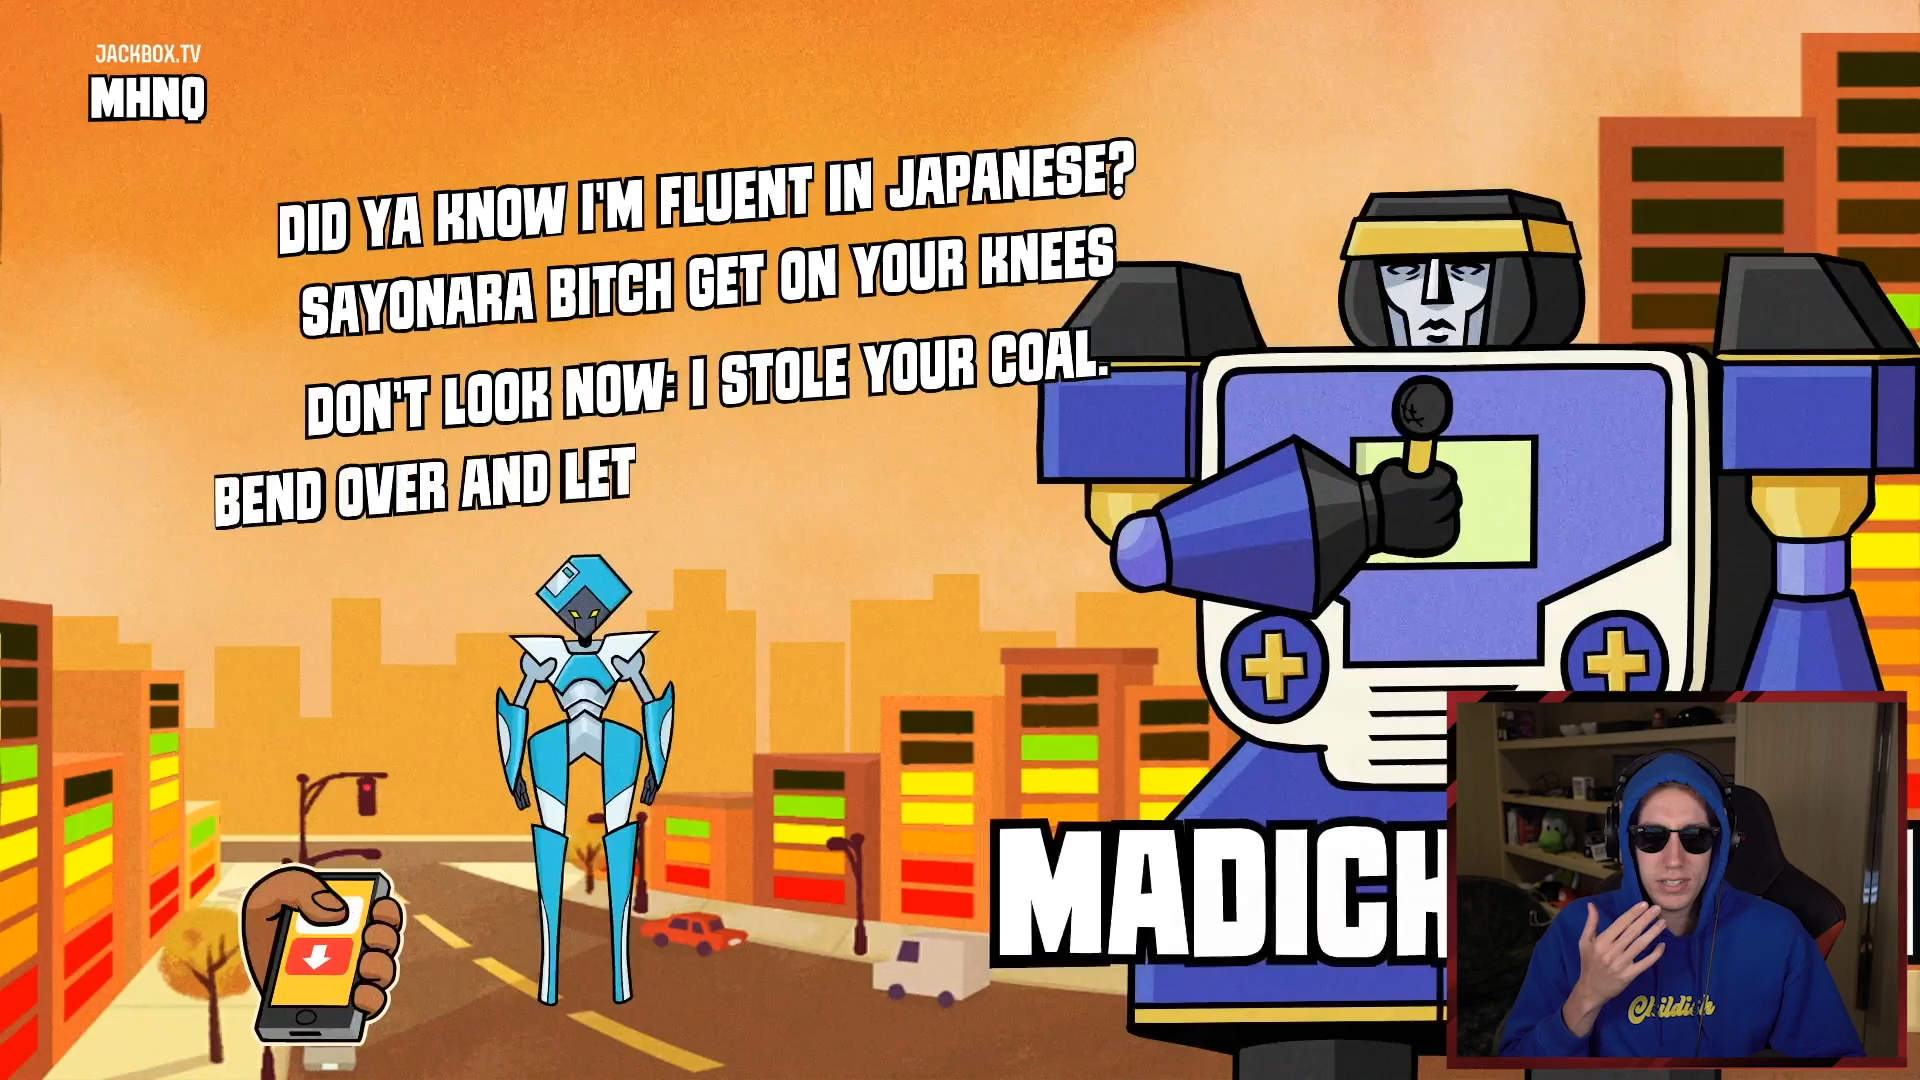 JACKBOX.TV
MHNQ
DID YA KNOW I'M FLUENT IN JAPANESE?
SAYONARA BITCH GET ON YOUR KNEES
DON'T LOOK NOW: I STOLE YOUR COAL.
BEND OVER AND LET
MADICH
Childish